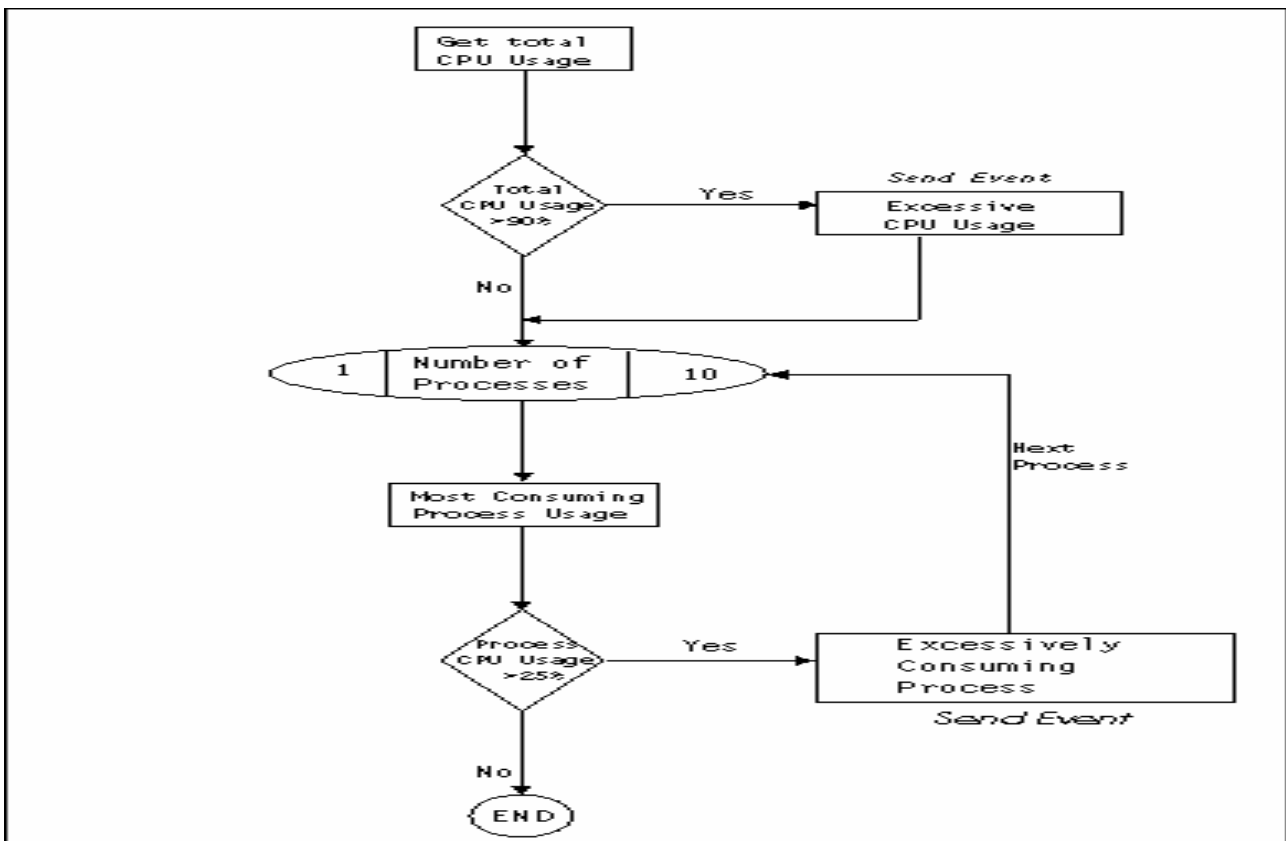 Get total
CPU Usage
Total
CPU Usage
>90%
Yes
Send Event
Excessive
CPU Usage
No
1
Number of
Processes
10
Next
Process
Most Consuming
Process Usage
Process
CPU Usage
>25%
Yes
Excessively
Consuming
Process
Send Event
No
END